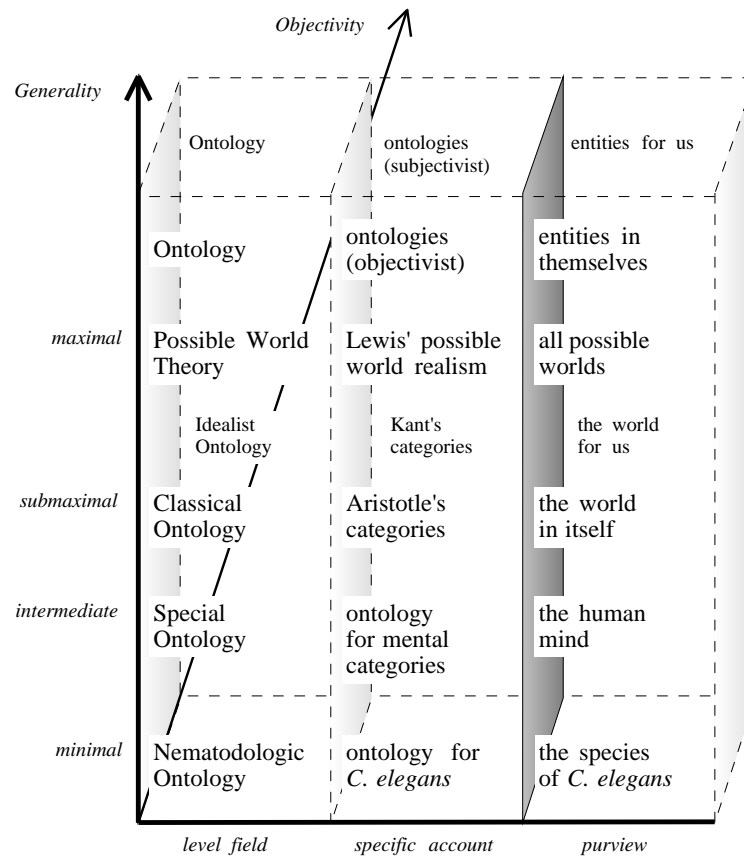 Objectivity
Generality
Ontology
ontologies
(subjectivist)
entities for us
Ontology
ontologies
(objectivist)
entities in
themselves
maximal
Possible World
Theory
Lewis' possible
world realism
all possible
worlds
Idealist
Ontology
Kant's
categories
the world
for us
submaximal
Classical
Ontology
Aristotle's
categories
the world
in itself
intermediate
Special
Ontology
ontology
for mental
categories
the human
mind
minimal
Nematodologic
Ontology
ontology for
C. elegans
the species
of C. elegans
level field
specific account
purview